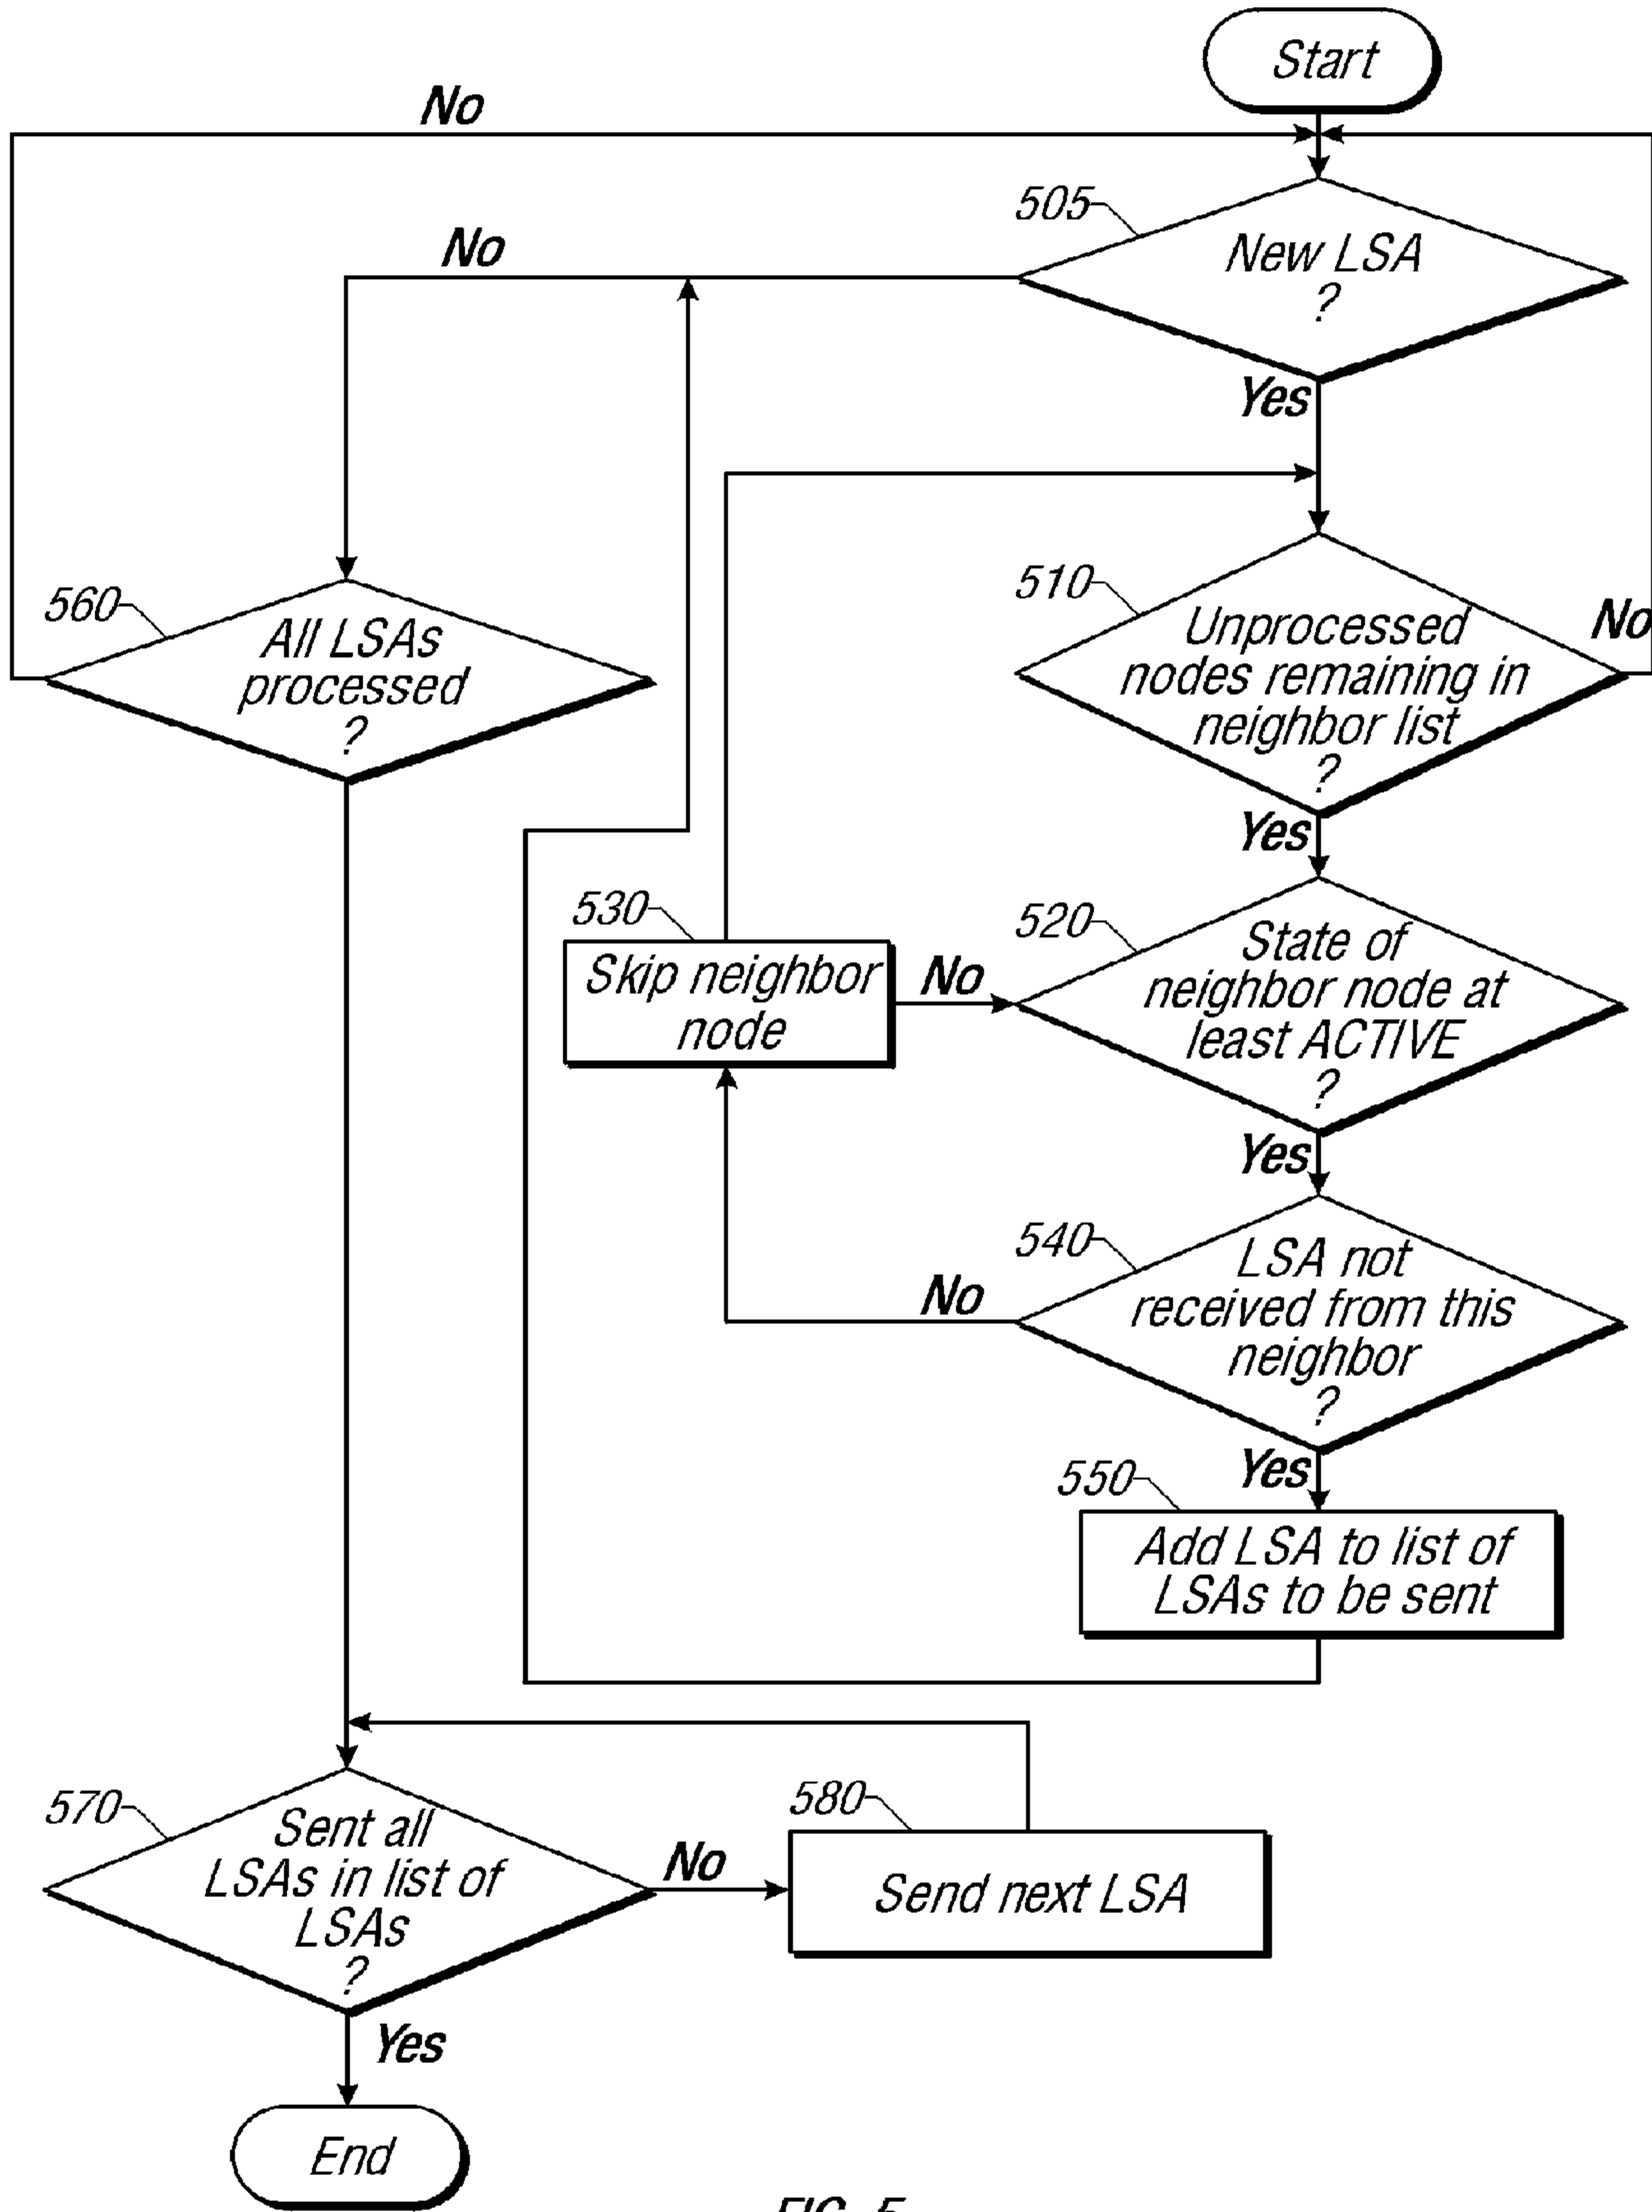 Start
No
505
New LSA
?
No
Yes
510
Unprocessed
nodes remaining in
neighbor list
?
No
560
All LSAs
processed
?
Yes
530
Skip neighbor
node
No
520
State of
neighbor node at
least ACTIVE
?
Yes
540
LSA not
received from this
neighbor
?
No
Yes
550
Add LSA to list of
LSAs to be sent
570
Sent all
LSAs in list of
LSAs
?
No
580
Send next LSA
Yes
End